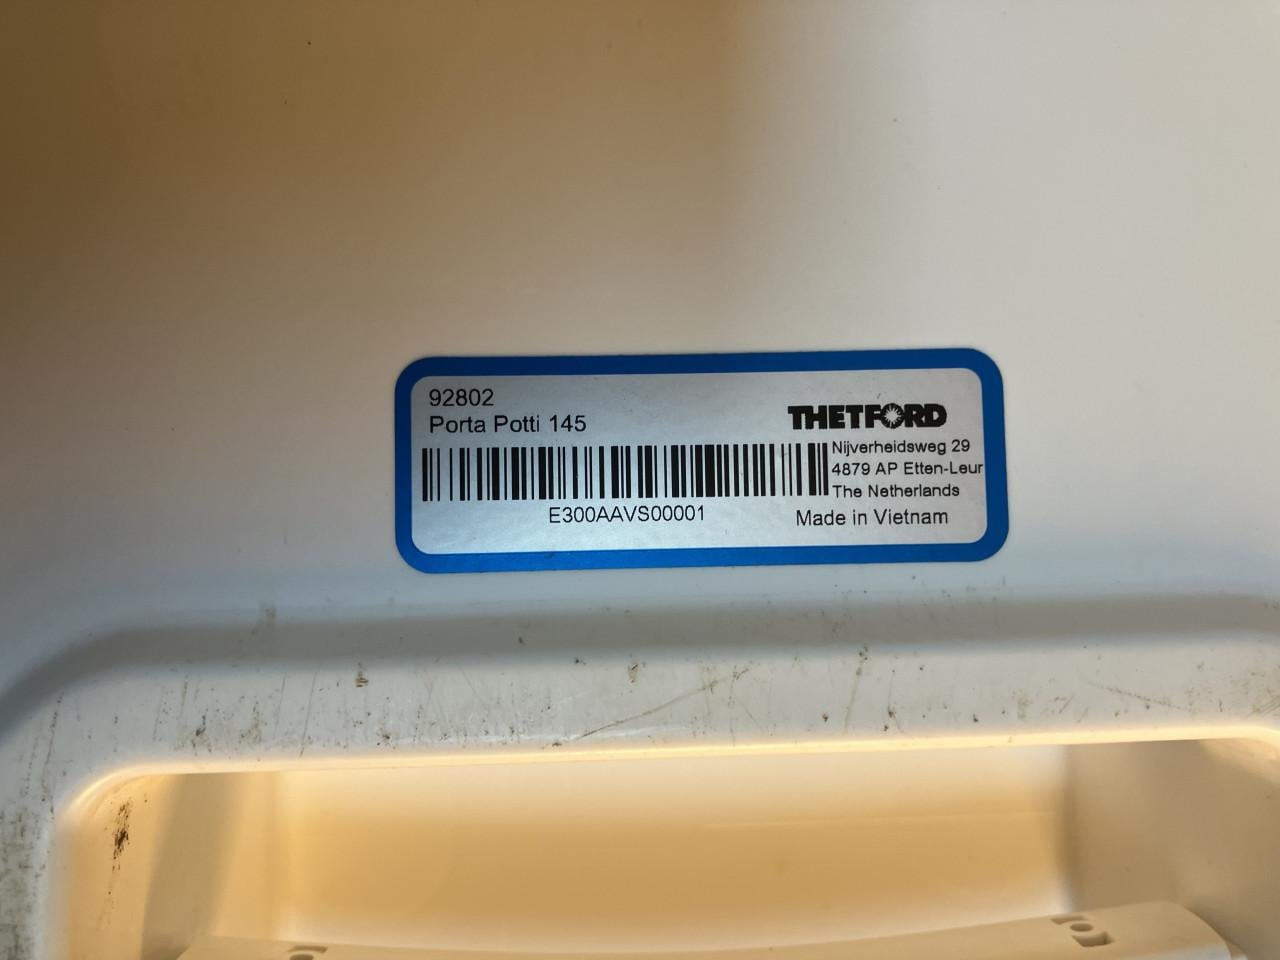 92802
Porta Potti 145
THETFORD
Nijverheidsweg 29
4879 AP Etten-Leur
The Netherlands
E300AAVS00001
Made in Vietnam